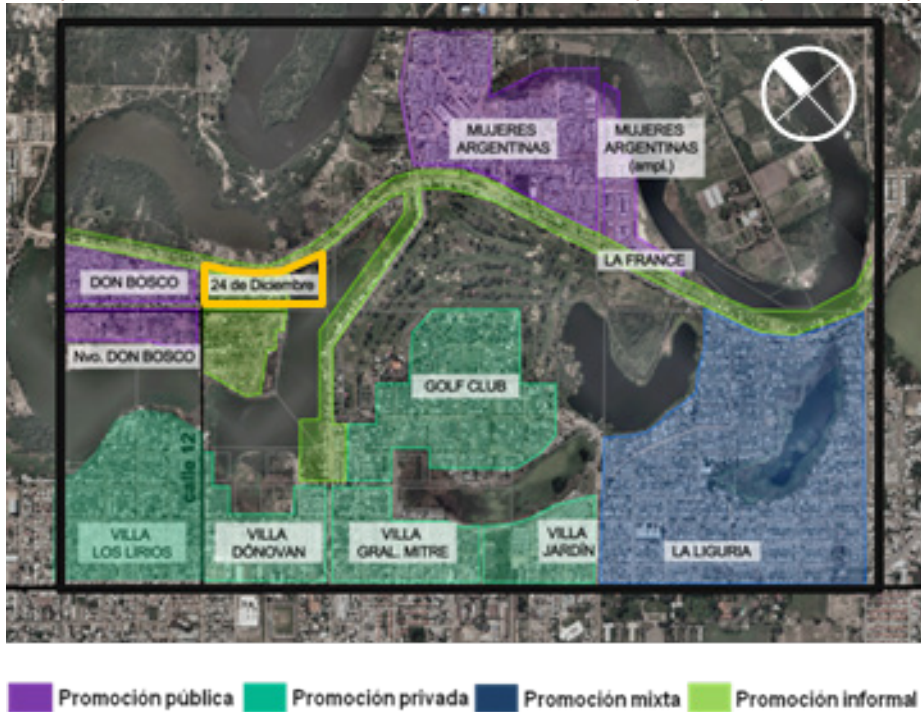 MUJERES
ARGENTINAS
MUJERES
ARGENTINAS
(ampl.)
LA FRANCE
DON BOSCO
24 de Diciembre
Nvo. DON BOSCO
GOLF CLUB
calle 12
VILLA
LOS LIRIOS
VILLA
DÓNOVAN
VILLA
GRAL. MITRE
VILLA
JARDÍN
LA LIGURIA
Promoción pública
Promoción privada
Promoción mixta
Promoción informal